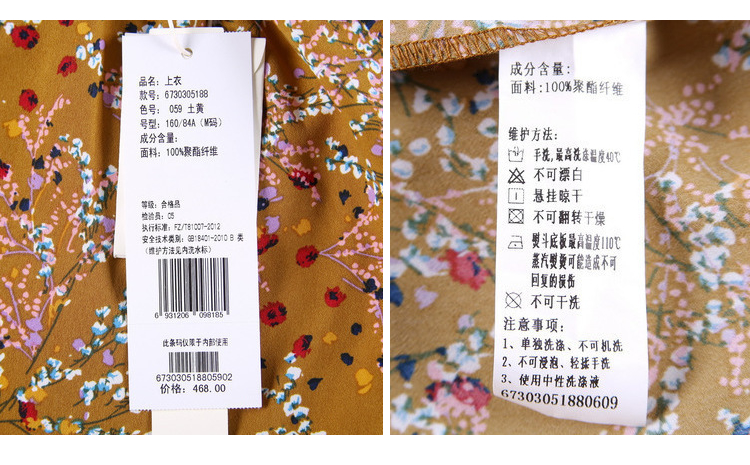 品名: 上衣
款号: 6730305188
色号: 059 土黄
号型: 160/84A (M码)
成分含量:
面料: 100%聚酯纤维
等级: 合格品
检验员: 05
执行标准: FZ/T81007-2012
安全技术类别: GB18401-2010 B 类
(维护方法见内洗水标)
6 931206 098185
此条码仅限于内部使用
673030518805902
价格: 468.00
成分含量:
面料:100%聚酯纤维
维护方法:
手洗,最高洗涤温度40℃
不可漂白
悬挂晾干
不可翻转干燥
熨斗底板最高温度110℃
蒸汽熨烫可能造成不可
回复的损伤
不可干洗
注意事项:
1、单独洗涤、不可机洗
2、不可浸泡、轻揉手洗
3、使用中性洗涤液
67303051880609